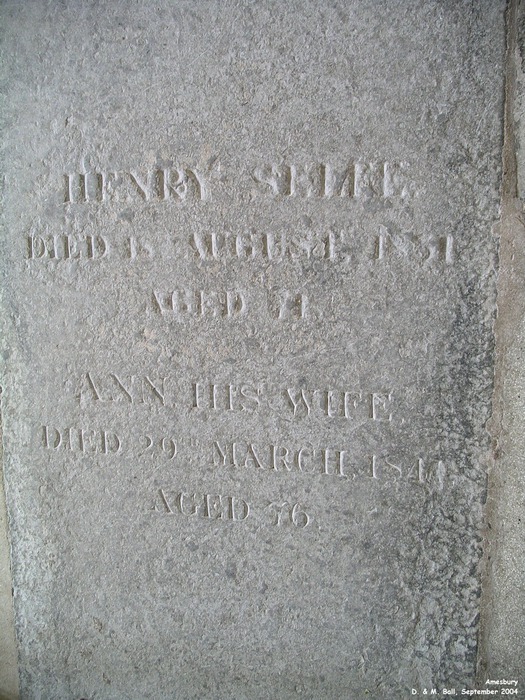 HENRY SELFE
DIED AUGUST, 1831
AGED 71.
ANN HIS WIFE,
DIED 29TH MARCH,
AGED 76.
Amesbury
D. & M. Ball, September 2004